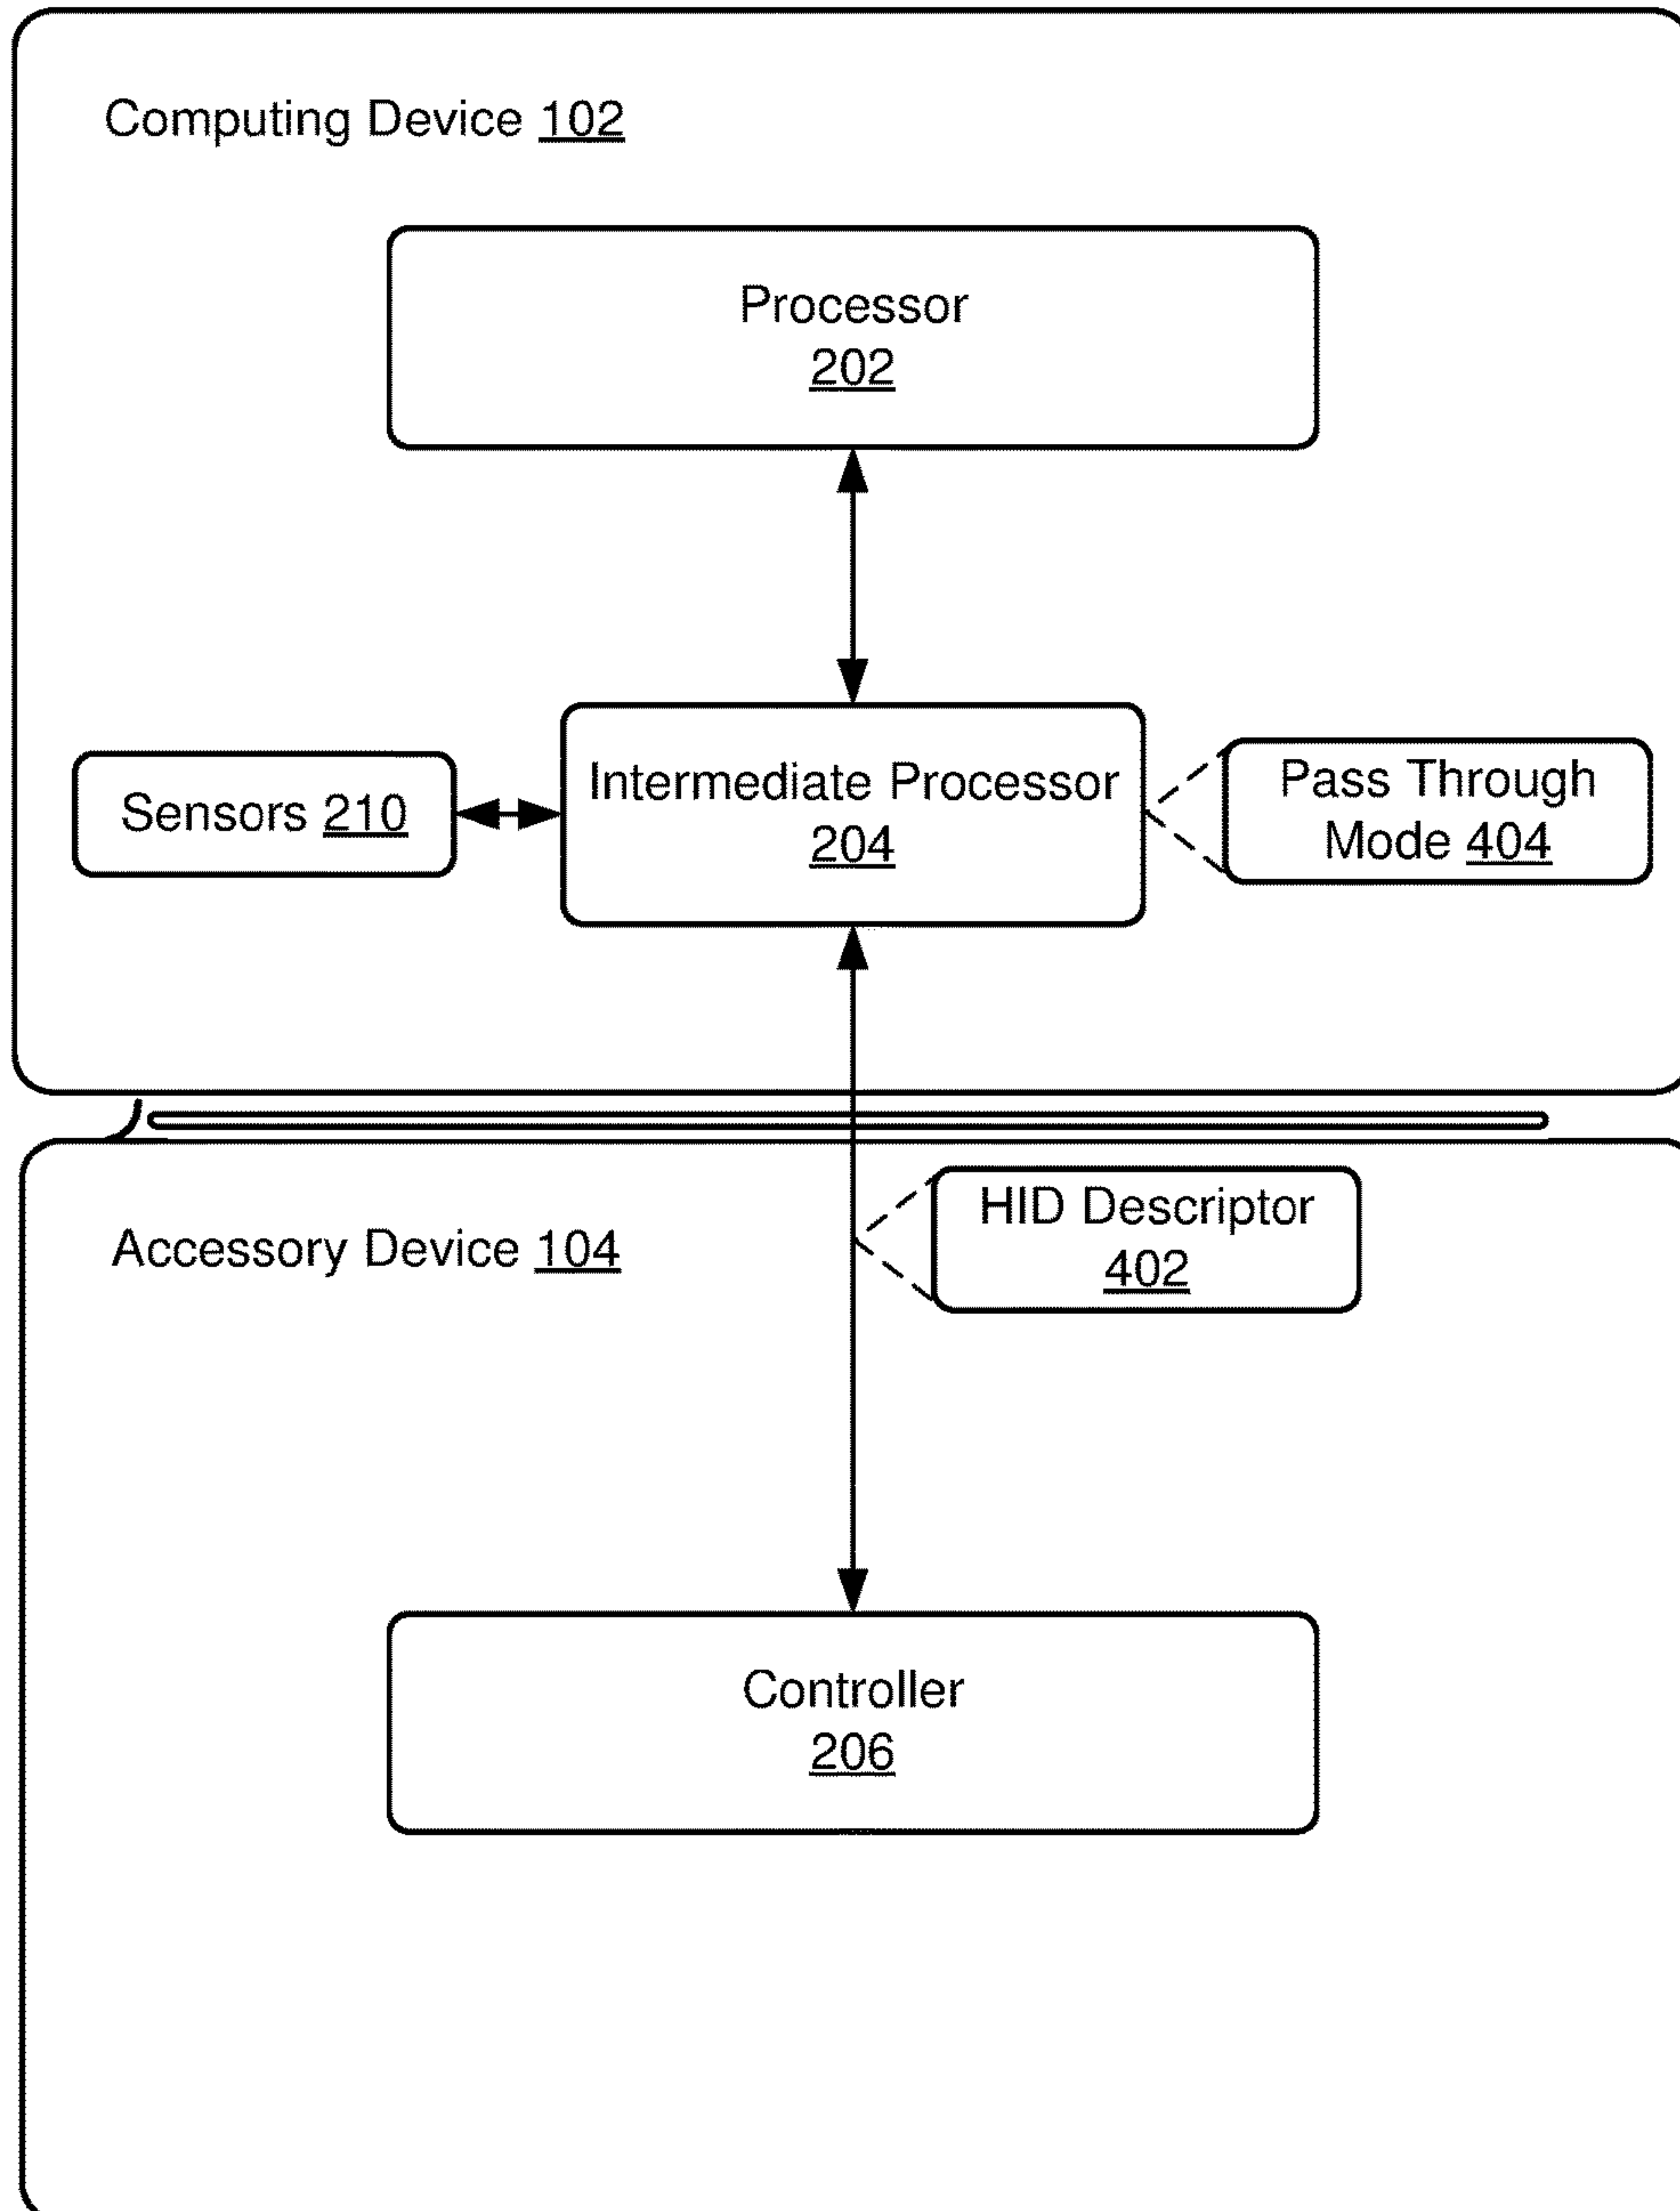 Computing Device 102
Processor
202
Sensors 210
Intermediate Processor
204
Pass Through
Mode 404
HID Descriptor
402
Accessory Device 104
Controller
206